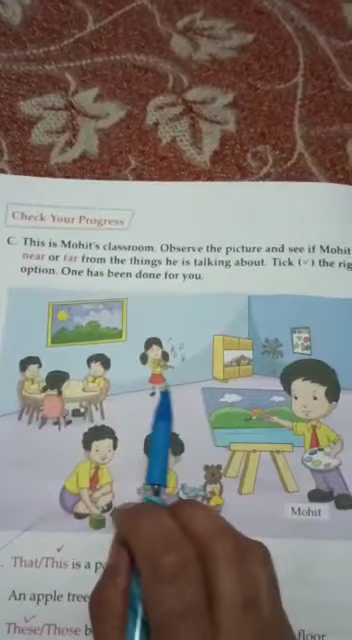 Check Your Progress
C. This is Mohit's classroom. Observe the picture and see if Mohit
near or far from the things he is talking about. Tick (✓) the
option. One has been done for you.
Mohit
That/This is a
An apple tree
These/Those
floor